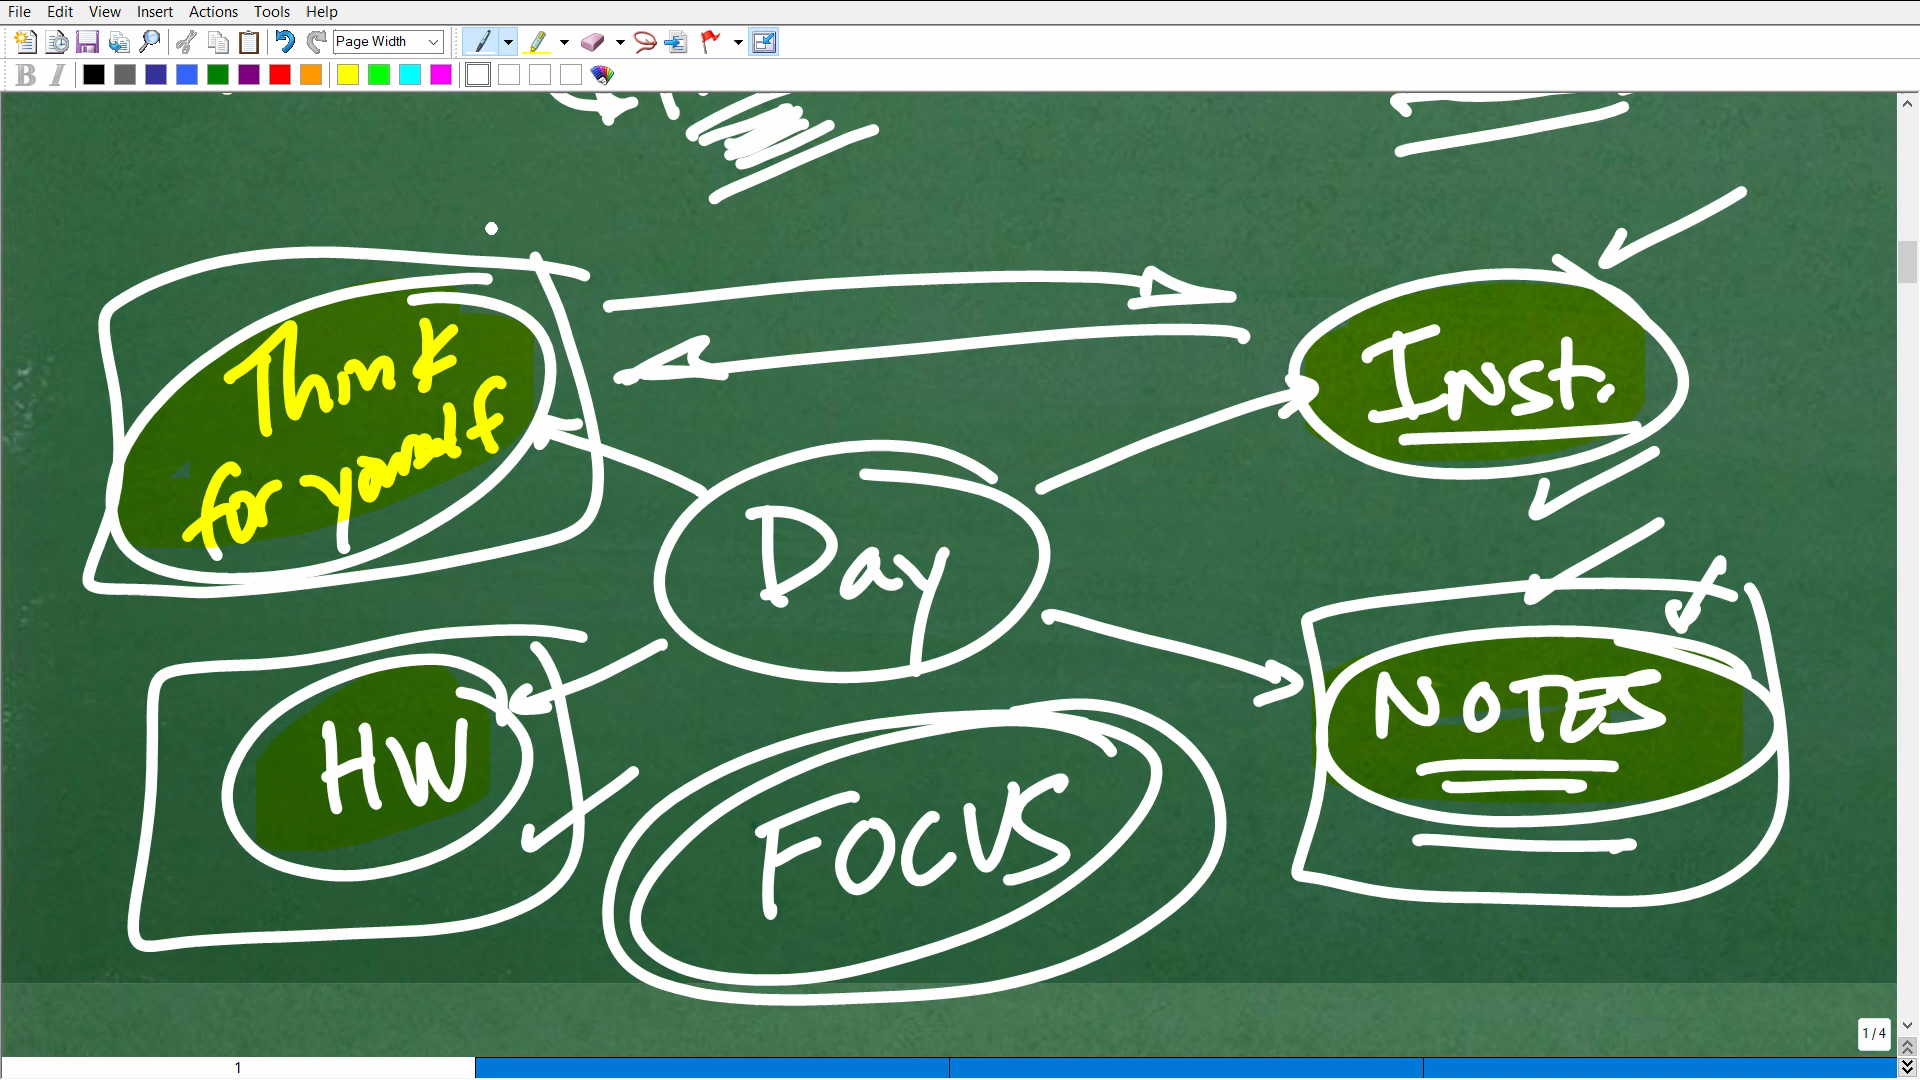 File Edit View Insert Actions Tools Help
Page Width
B I
Think
for yourself
Inst.
Day
HW
NOTES
FOCUS
1 / 4
1